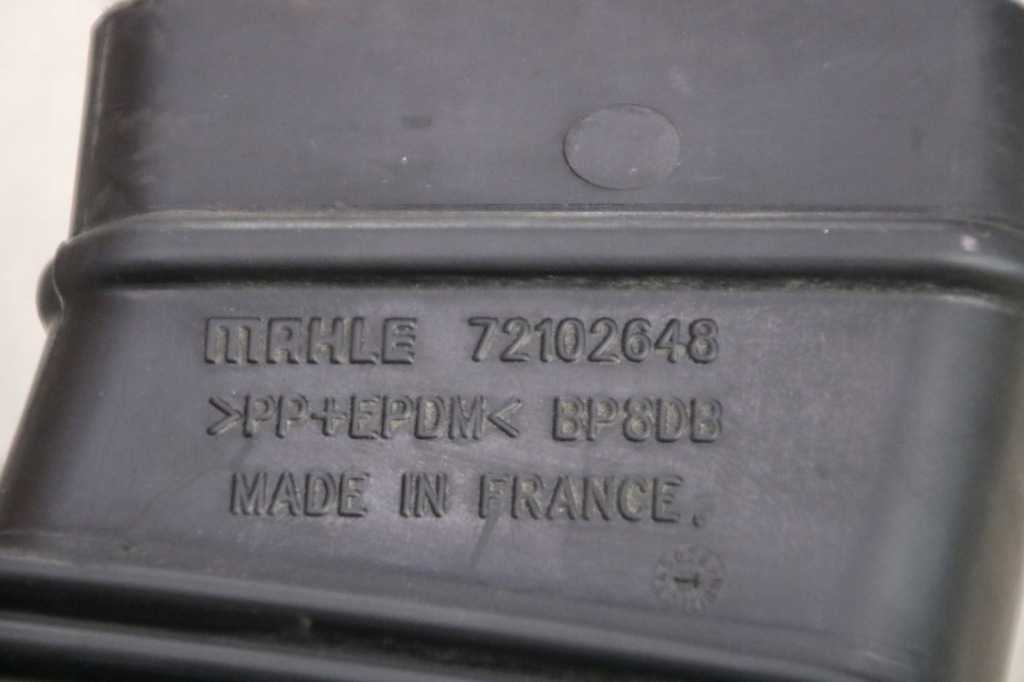 MAHLE 72102648
>PP+EPDM< BP8DB
MADE IN FRANCE.